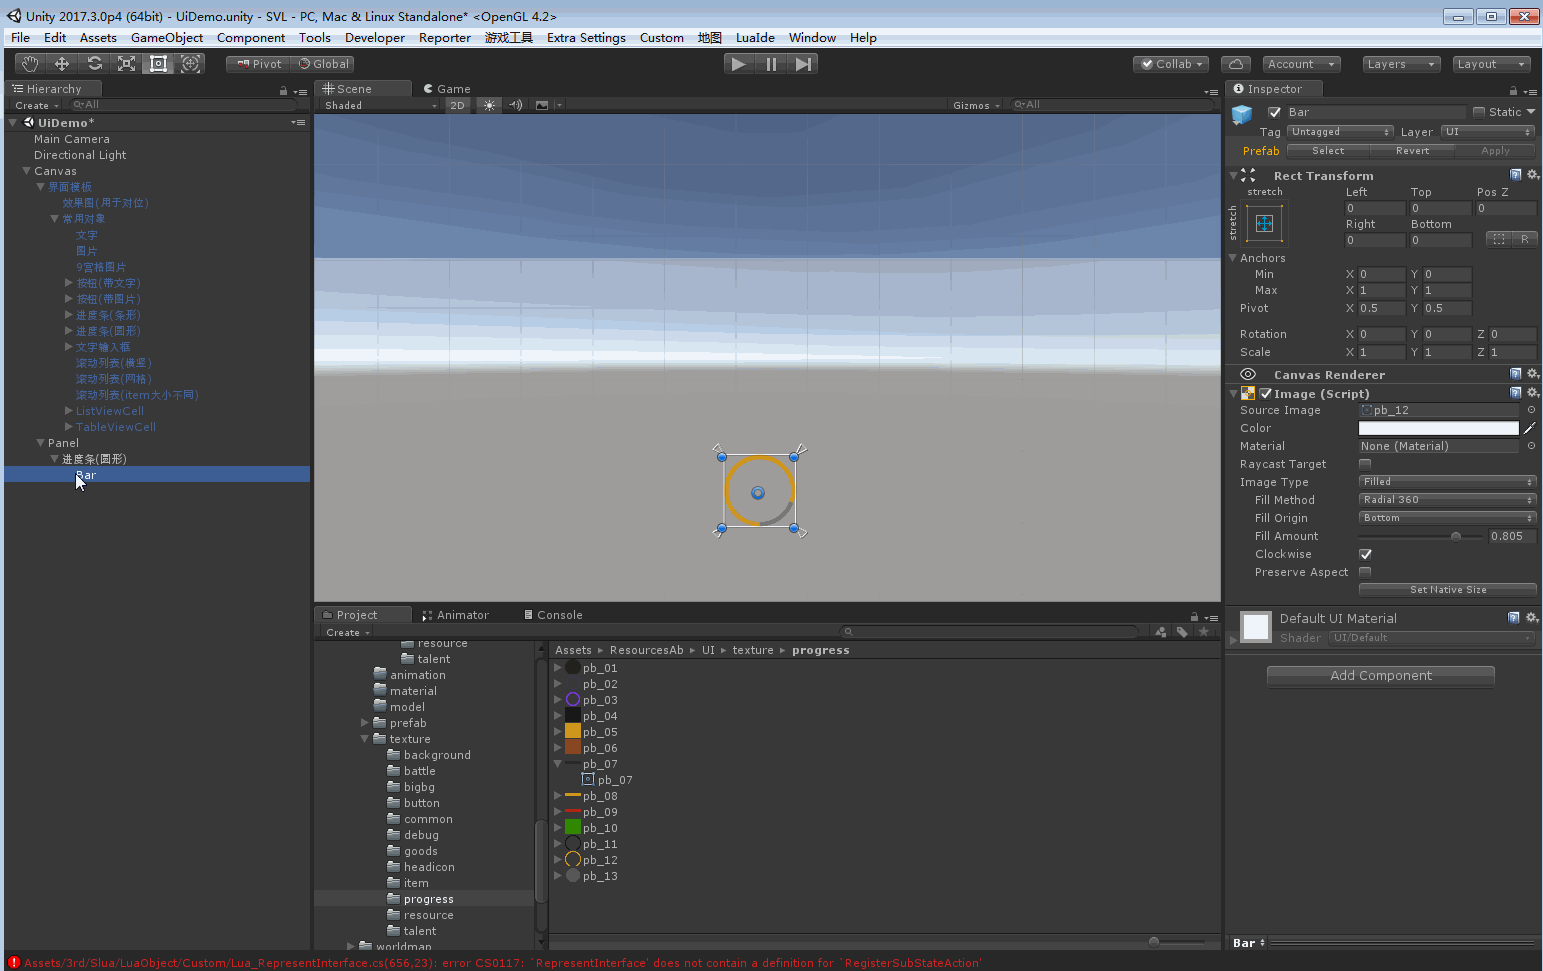 Unity 2017.3.0p4 (64bit) - UiDemo.unity - SVL - PC, Mac & Linux Standalone* <OpenGL 4.2>
File Edit Assets GameObject Component Tools Developer Reporter 游戏工具 Extra Settings Custom 地图 LuaIde Window Help
Pivot Global Collab Account Layers Layout
Hierarchy
Create All
UiDemo*
Main Camera
Directional Light
Canvas
界面模板
效果图(用于对位)
常用对象
文字
图片
9宫格图片
按钮(带文字)
按钮(带图片)
进度条(条形)
进度条(圆形)
文字输入框
滚动列表(横竖)
滚动列表(网格)
滚动列表(item大小不同)
ListViewCell
TableViewCell
Panel
进度条(圆形)
Bar
Scene Game
Shaded 2D Gizmos All
Project Animator Console
Create
resource
talent
animation
material
model
prefab
texture
background
battle
bigbg
button
common
debug
goods
headicon
item
progress
resource
talent
worldmap
Assets ▸ ResourcesAb ▸ UI ▸ texture ▸ progress
pb_01
pb_02
pb_03
pb_04
pb_05
pb_06
pb_07
pb_07
pb_08
pb_09
pb_10
pb_11
pb_12
pb_13
Inspector
Bar Static
Tag Untagged Layer UI
Prefab Select Revert Apply
Rect Transform
stretch Left Top Pos Z
stretch 0 0 0
Right Bottom
0 0 R
Anchors
Min X 0 Y 0
Max X 1 Y 1
Pivot X 0.5 Y 0.5
Rotation X 0 Y 0 Z 0
Scale X 1 Y 1 Z 1
Canvas Renderer
Image (Script)
Source Image pb_12
Color
Material None (Material)
Raycast Target
Image Type Filled
Fill Method Radial 360
Fill Origin Bottom
Fill Amount 0.805
Clockwise
Preserve Aspect
Set Native Size
Default UI Material
Shader UI/Default
Add Component
Bar
Assets/3rd/Slua/LuaObject/Custom/Lua_RepresentInterface.cs(656,23): error CS0117: `RepresentInterface' does not contain a definition for `RegisterSubStateAction'